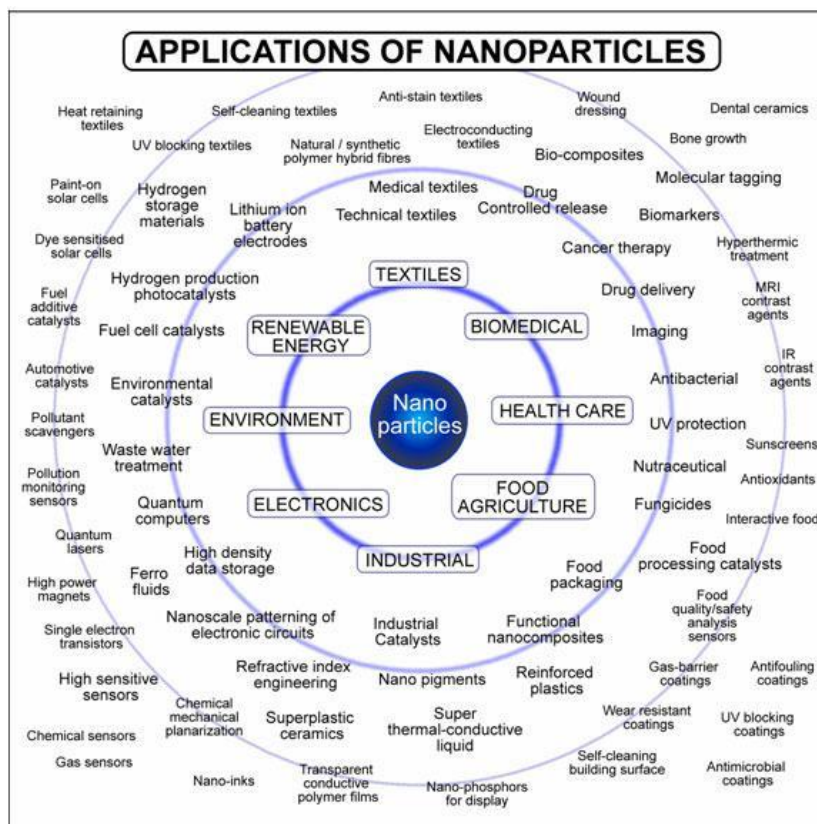 APPLICATIONS OF NANOPARTICLES
Heat retaining
textiles
Self-cleaning textiles
Anti-stain textiles
Wound
dressing
Dental ceramics
UV blocking textiles
Natural / synthetic
polymer hybrid fibres
Electroconducting
textiles
Bio-composites
Bone growth
Paint-on
solar cells
Hydrogen
storage
materials
Lithium ion
battery
electrodes
Medical textiles
Technical textiles
Drug
Controlled release
Molecular tagging
Biomarkers
Dye sensitised
solar cells
Cancer therapy
Hyperthermic
treatment
Fuel
additive
catalysts
Hydrogen production
photocatalysts
TEXTILES
Drug delivery
MRI
contrast
agents
Fuel cell catalysts
RENEWABLE
ENERGY
BIOMEDICAL
Imaging
IR
contrast
agents
Automotive
catalysts
Environmental
catalysts
Antibacterial
Pollutant
scavengers
ENVIRONMENT
Nano
particles
HEALTH CARE
UV protection
Sunscreens
Pollution
monitoring
sensors
Waste water
treatment
Nutraceutical
Antioxidants
Quantum
computers
ELECTRONICS
FOOD
AGRICULTURE
Fungicides
Interactive food
Quantum
lasers
High density
data storage
INDUSTRIAL
Food
packaging
Food
processing catalysts
High power
magnets
Ferro
fluids
Food
quality/safety
analysis
sensors
Single electron
transistors
Nanoscale patterning of
electronic circuits
Industrial
Catalysts
Functional
nanocomposites
High sensitive
sensors
Refractive index
engineering
Nano pigments
Reinforced
plastics
Gas-barrier
coatings
Antifouling
coatings
Chemical sensors
Chemical
mechanical
planarization
Superplastic
ceramics
Super
thermal-conductive
liquid
Wear resistant
coatings
UV blocking
coatings
Gas sensors
Nano-inks
Transparent
conductive
polymer films
Nano-phosphors
for display
Self-cleaning
building surface
Antimicrobial
coatings